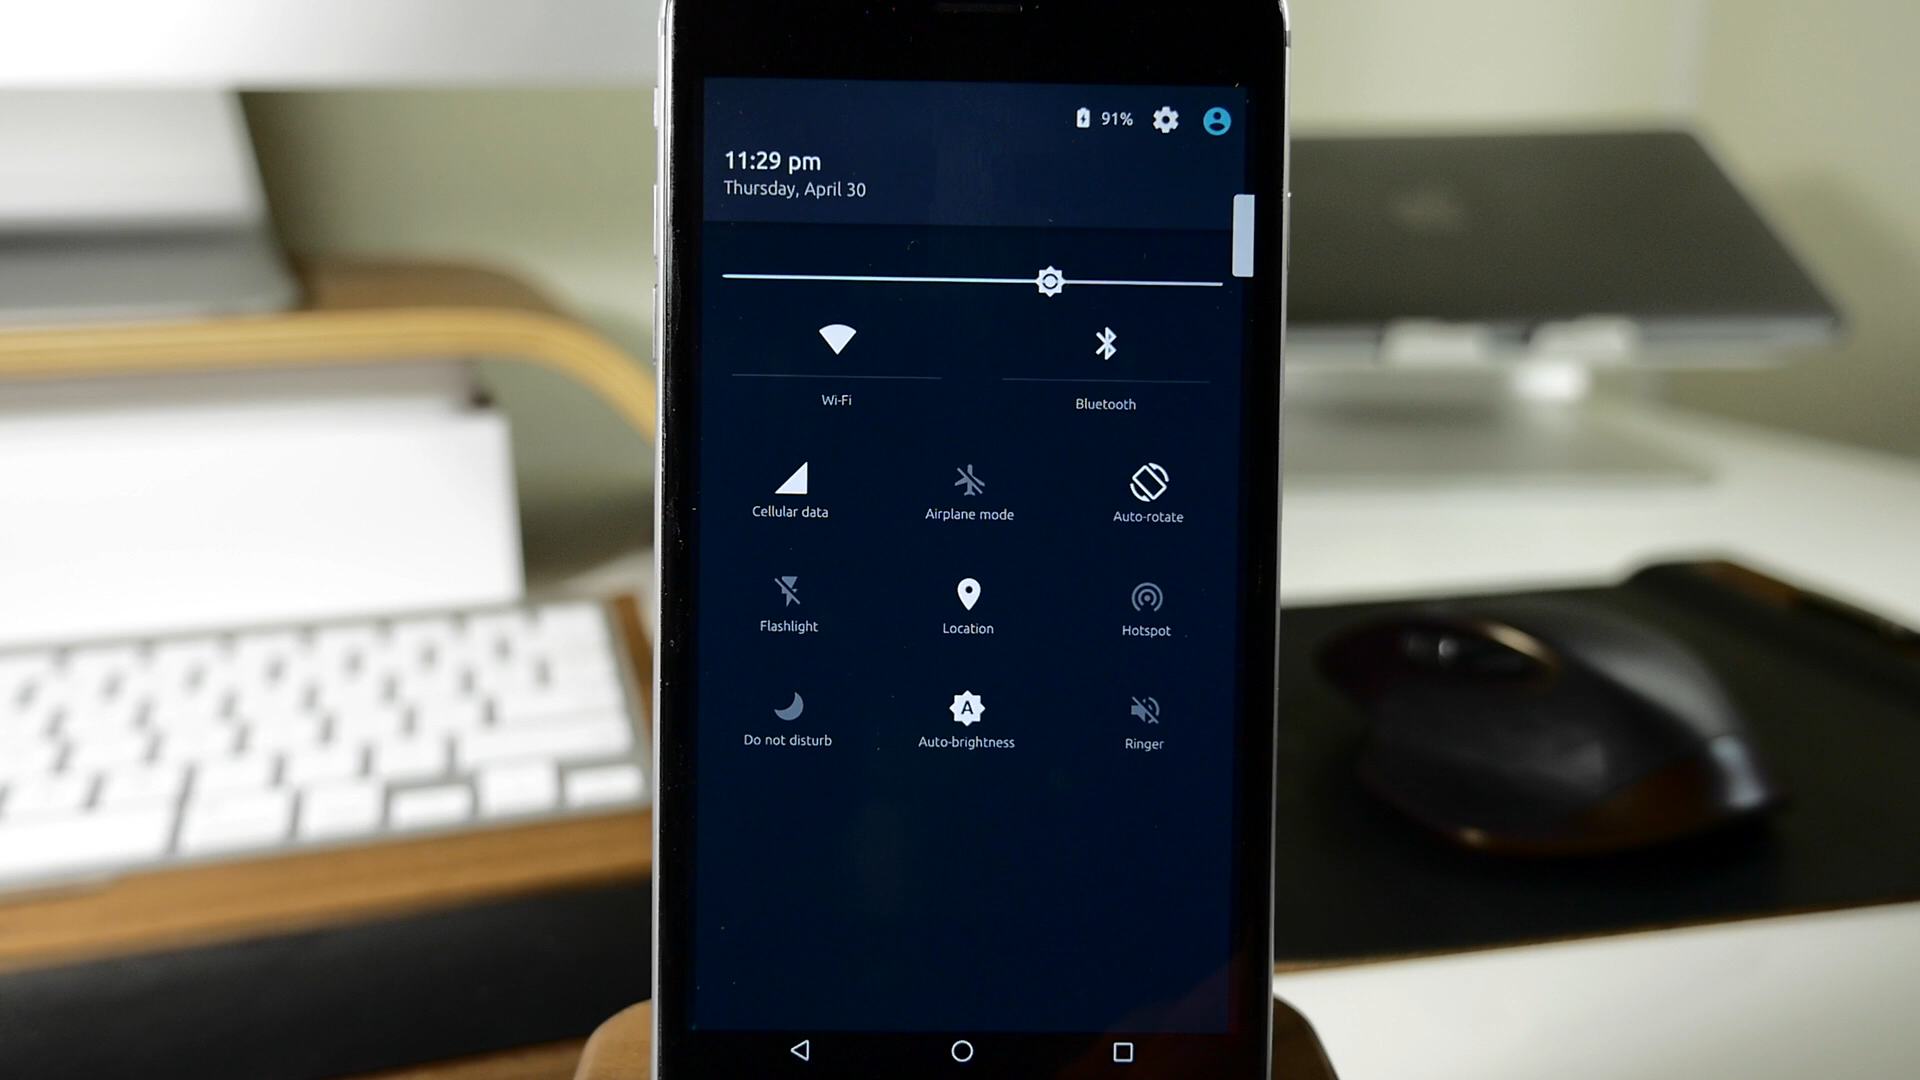 91%
11:29 pm
Thursday, April 30
Wi-Fi
Bluetooth
Cellular data
Airplane mode
Auto-rotate
Flashlight
Location
Hotspot
A
Do not disturb
Auto-brightness
Ringer